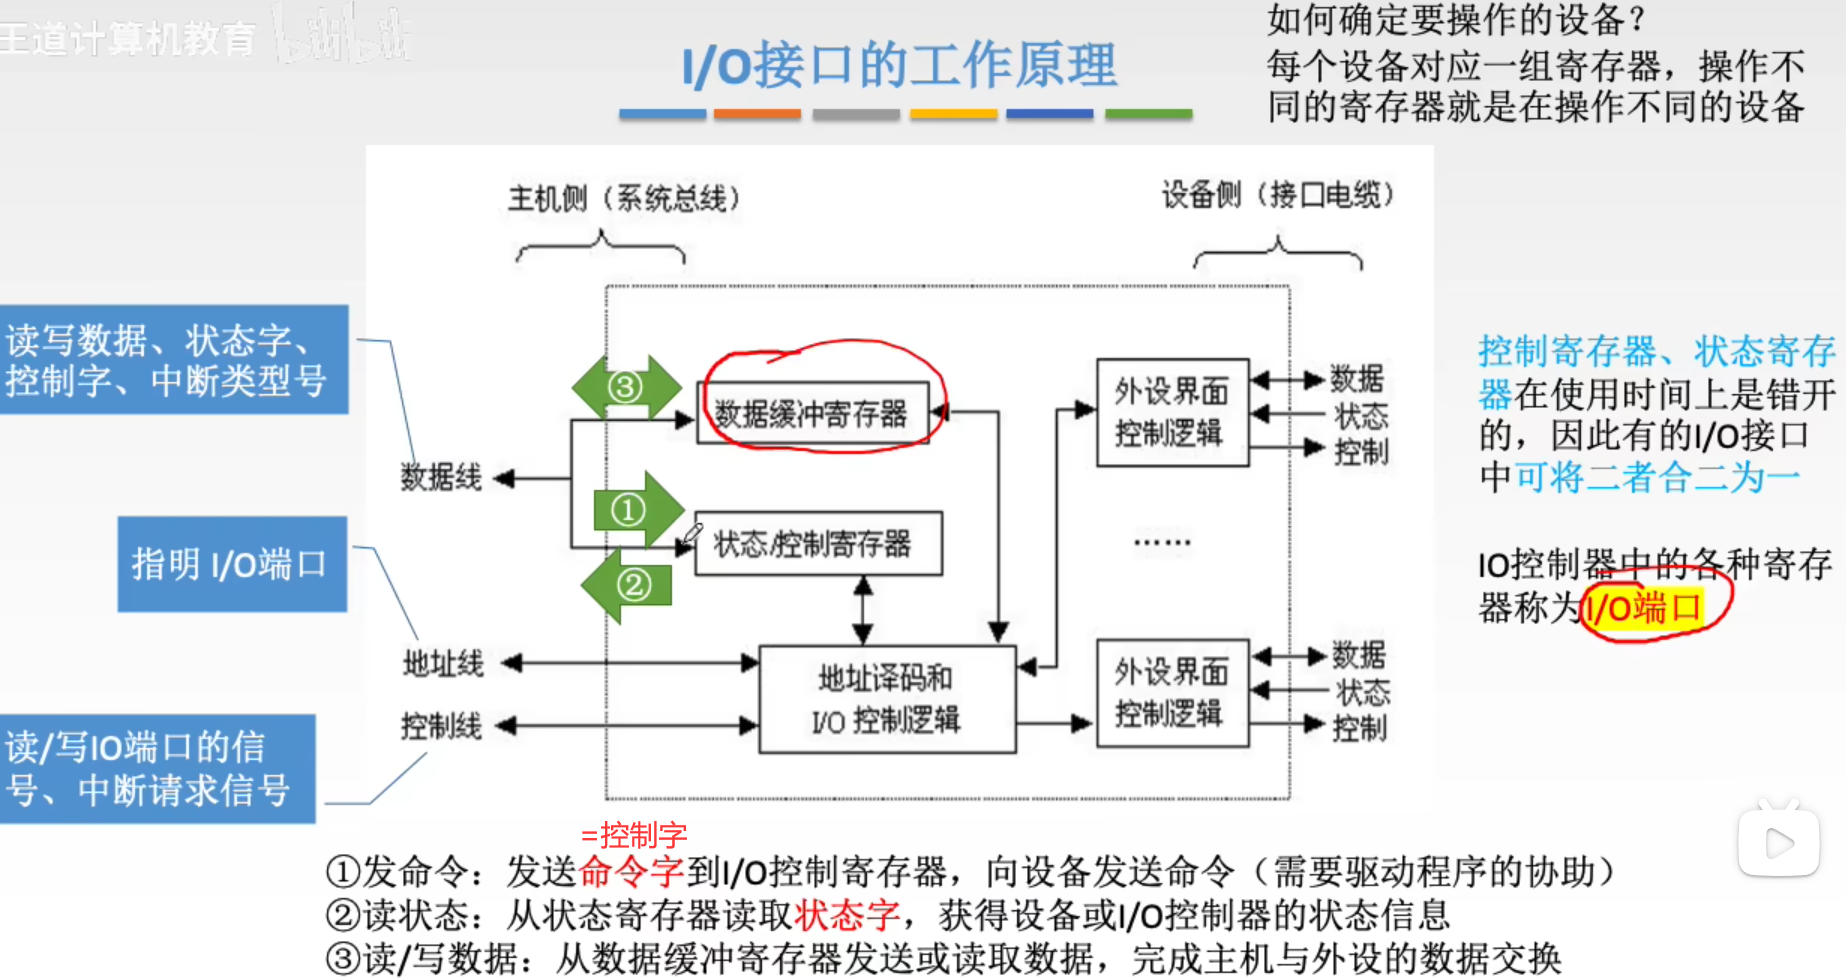 王道计算机教育 bilibili
如何确定要操作的设备？
每个设备对应一组寄存器，操作不
同的寄存器就是在操作不同的设备
I/O接口的工作原理
主机侧（系统总线）
设备侧（接口电缆）
读写数据、状态字、
控制字、中断类型号
③
数据缓冲寄存器
外设界面
控制逻辑
数据
状态
控制
控制寄存器、状态寄存
器在使用时间上是错开
的，因此有的I/O接口
中可将二者合二为一
数据线
①
状态/控制寄存器
……
指明 I/O端口
②
IO控制器中的各种寄存
器称为I/O端口
地址线
地址译码和
I/O 控制逻辑
外设界面
控制逻辑
数据
状态
控制
控制线
读/写IO端口的信
号、中断请求信号
=控制字
①发命令：发送命令字到I/O控制寄存器，向设备发送命令（需要驱动程序的协助）
②读状态：从状态寄存器读取状态字，获得设备或I/O控制器的状态信息
③读/写数据：从数据缓冲寄存器发送或读取数据，完成主机与外设的数据交换